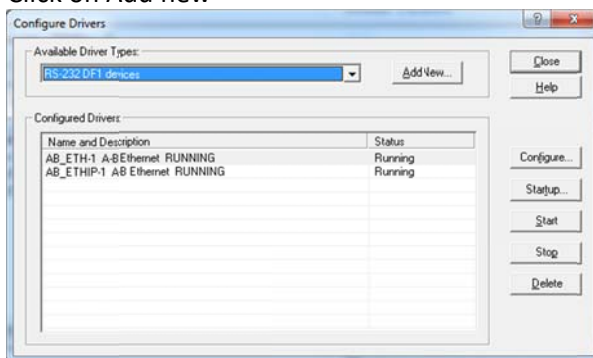 Click on Add new
Configure Drivers
Available Driver Types:
RS-232 DF1 devices
Add New...
Close
Help
Configured Drivers:
Name and Description Status
AB_ETH-1 A-B Ethernet RUNNING Running
AB_ETHIP-1 A-B Ethernet RUNNING Running
Configure...
Startup...
Start
Stop
Delete